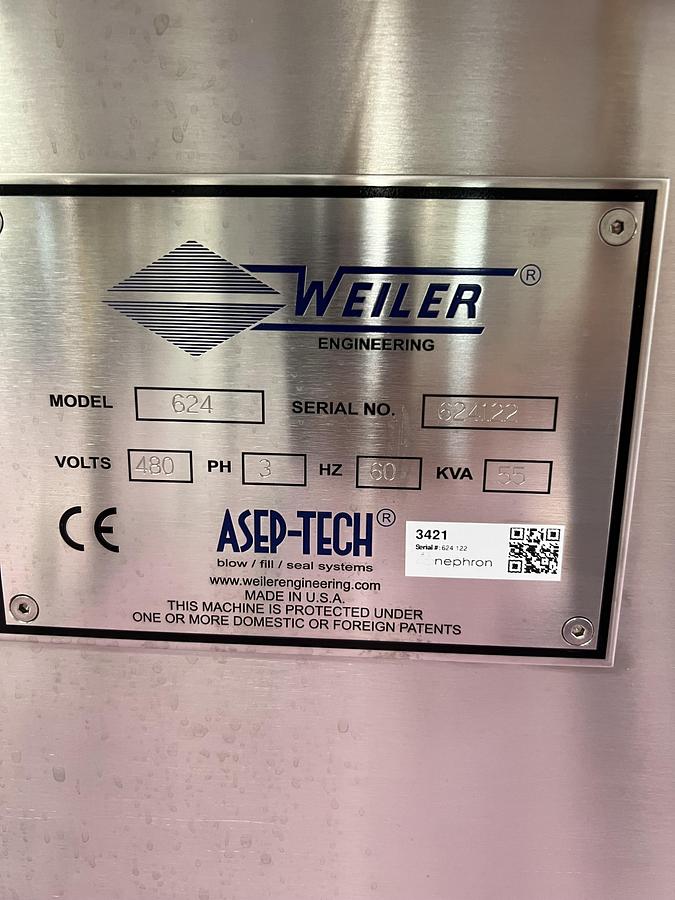 WEILER ®
ENGINEERING
MODEL 624 SERIAL NO. 624122
VOLTS 480 PH 3 HZ 60 KVA 55
CE ASEP-TECH ®
blow / fill / seal systems
www.weilerengineering.com
MADE IN U.S.A.
THIS MACHINE IS PROTECTED UNDER
ONE OR MORE DOMESTIC OR FOREIGN PATENTS
3421
Serial #: 624 122
nephron